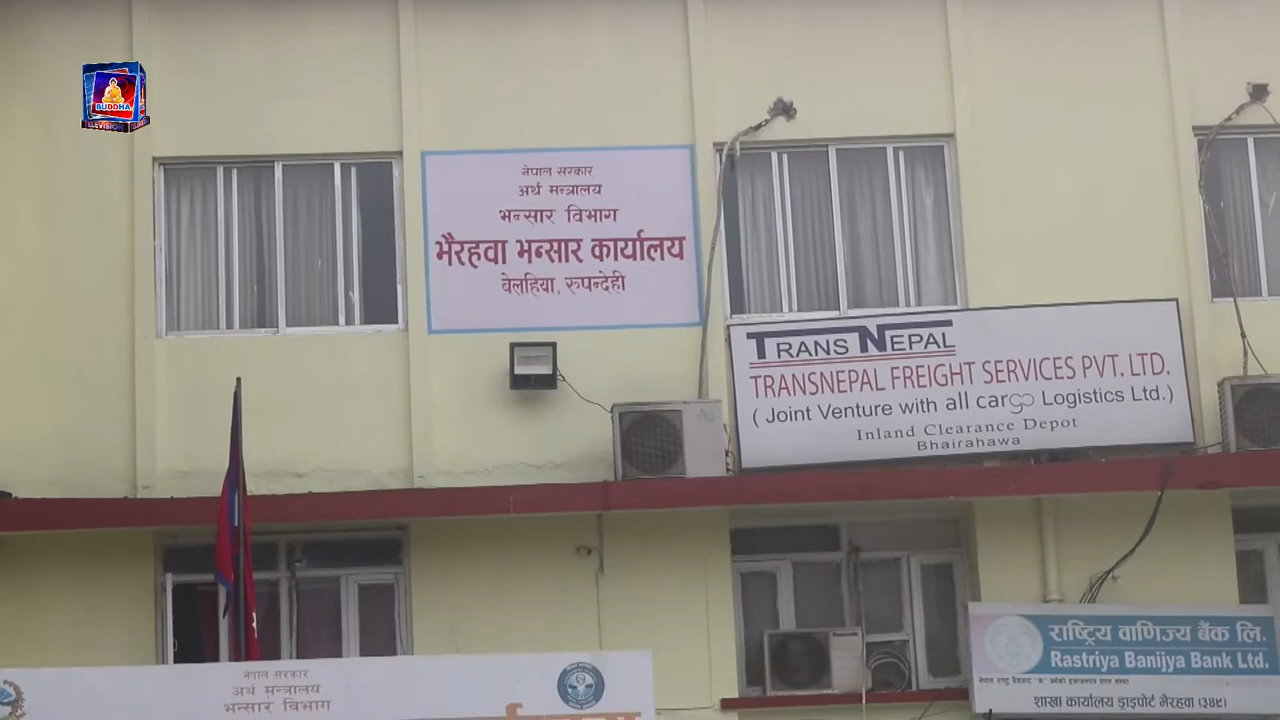 BUDDHA
TELEVISION
नेपाल सरकार
अर्थ मन्त्रालय
भन्सार विभाग
भैरहवा भन्सार कार्यालय
बेलहिया, रुपन्देही
TRANS NEPAL
TRANSNEPAL FREIGHT SERVICES PVT. LTD.
( Joint Venture with all cargo Logistics Ltd.)
Inland Clearance Depot
Bhairahawa
राष्ट्रिय वाणिज्य बैंक लि.
Rastriya Banijya Bank Ltd.
शाखा कार्यालय ड्राइपोर्ट भैरहवा (३४९)
नेपाल सरकार
अर्थ मन्त्रालय
भन्सार विभाग